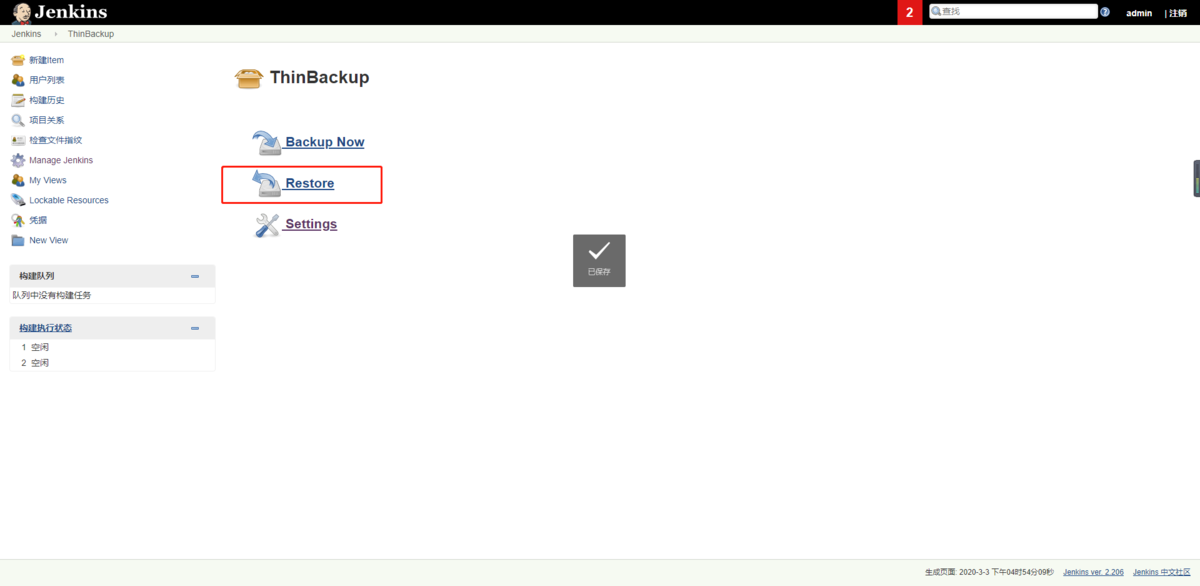 Jenkins
2
查找
admin
| 注销
Jenkins
ThinBackup
新建Item
用户列表
构建历史
项目关系
检查文件指纹
Manage Jenkins
My Views
Lockable Resources
凭据
New View
构建队列
队列中没有构建任务
构建执行状态
1 空闲
2 空闲
ThinBackup
Backup Now
Restore
Settings
已保存
生成页面: 2020-3-3 下午04时54分09秒
Jenkins ver. 2.206
Jenkins 中文社区